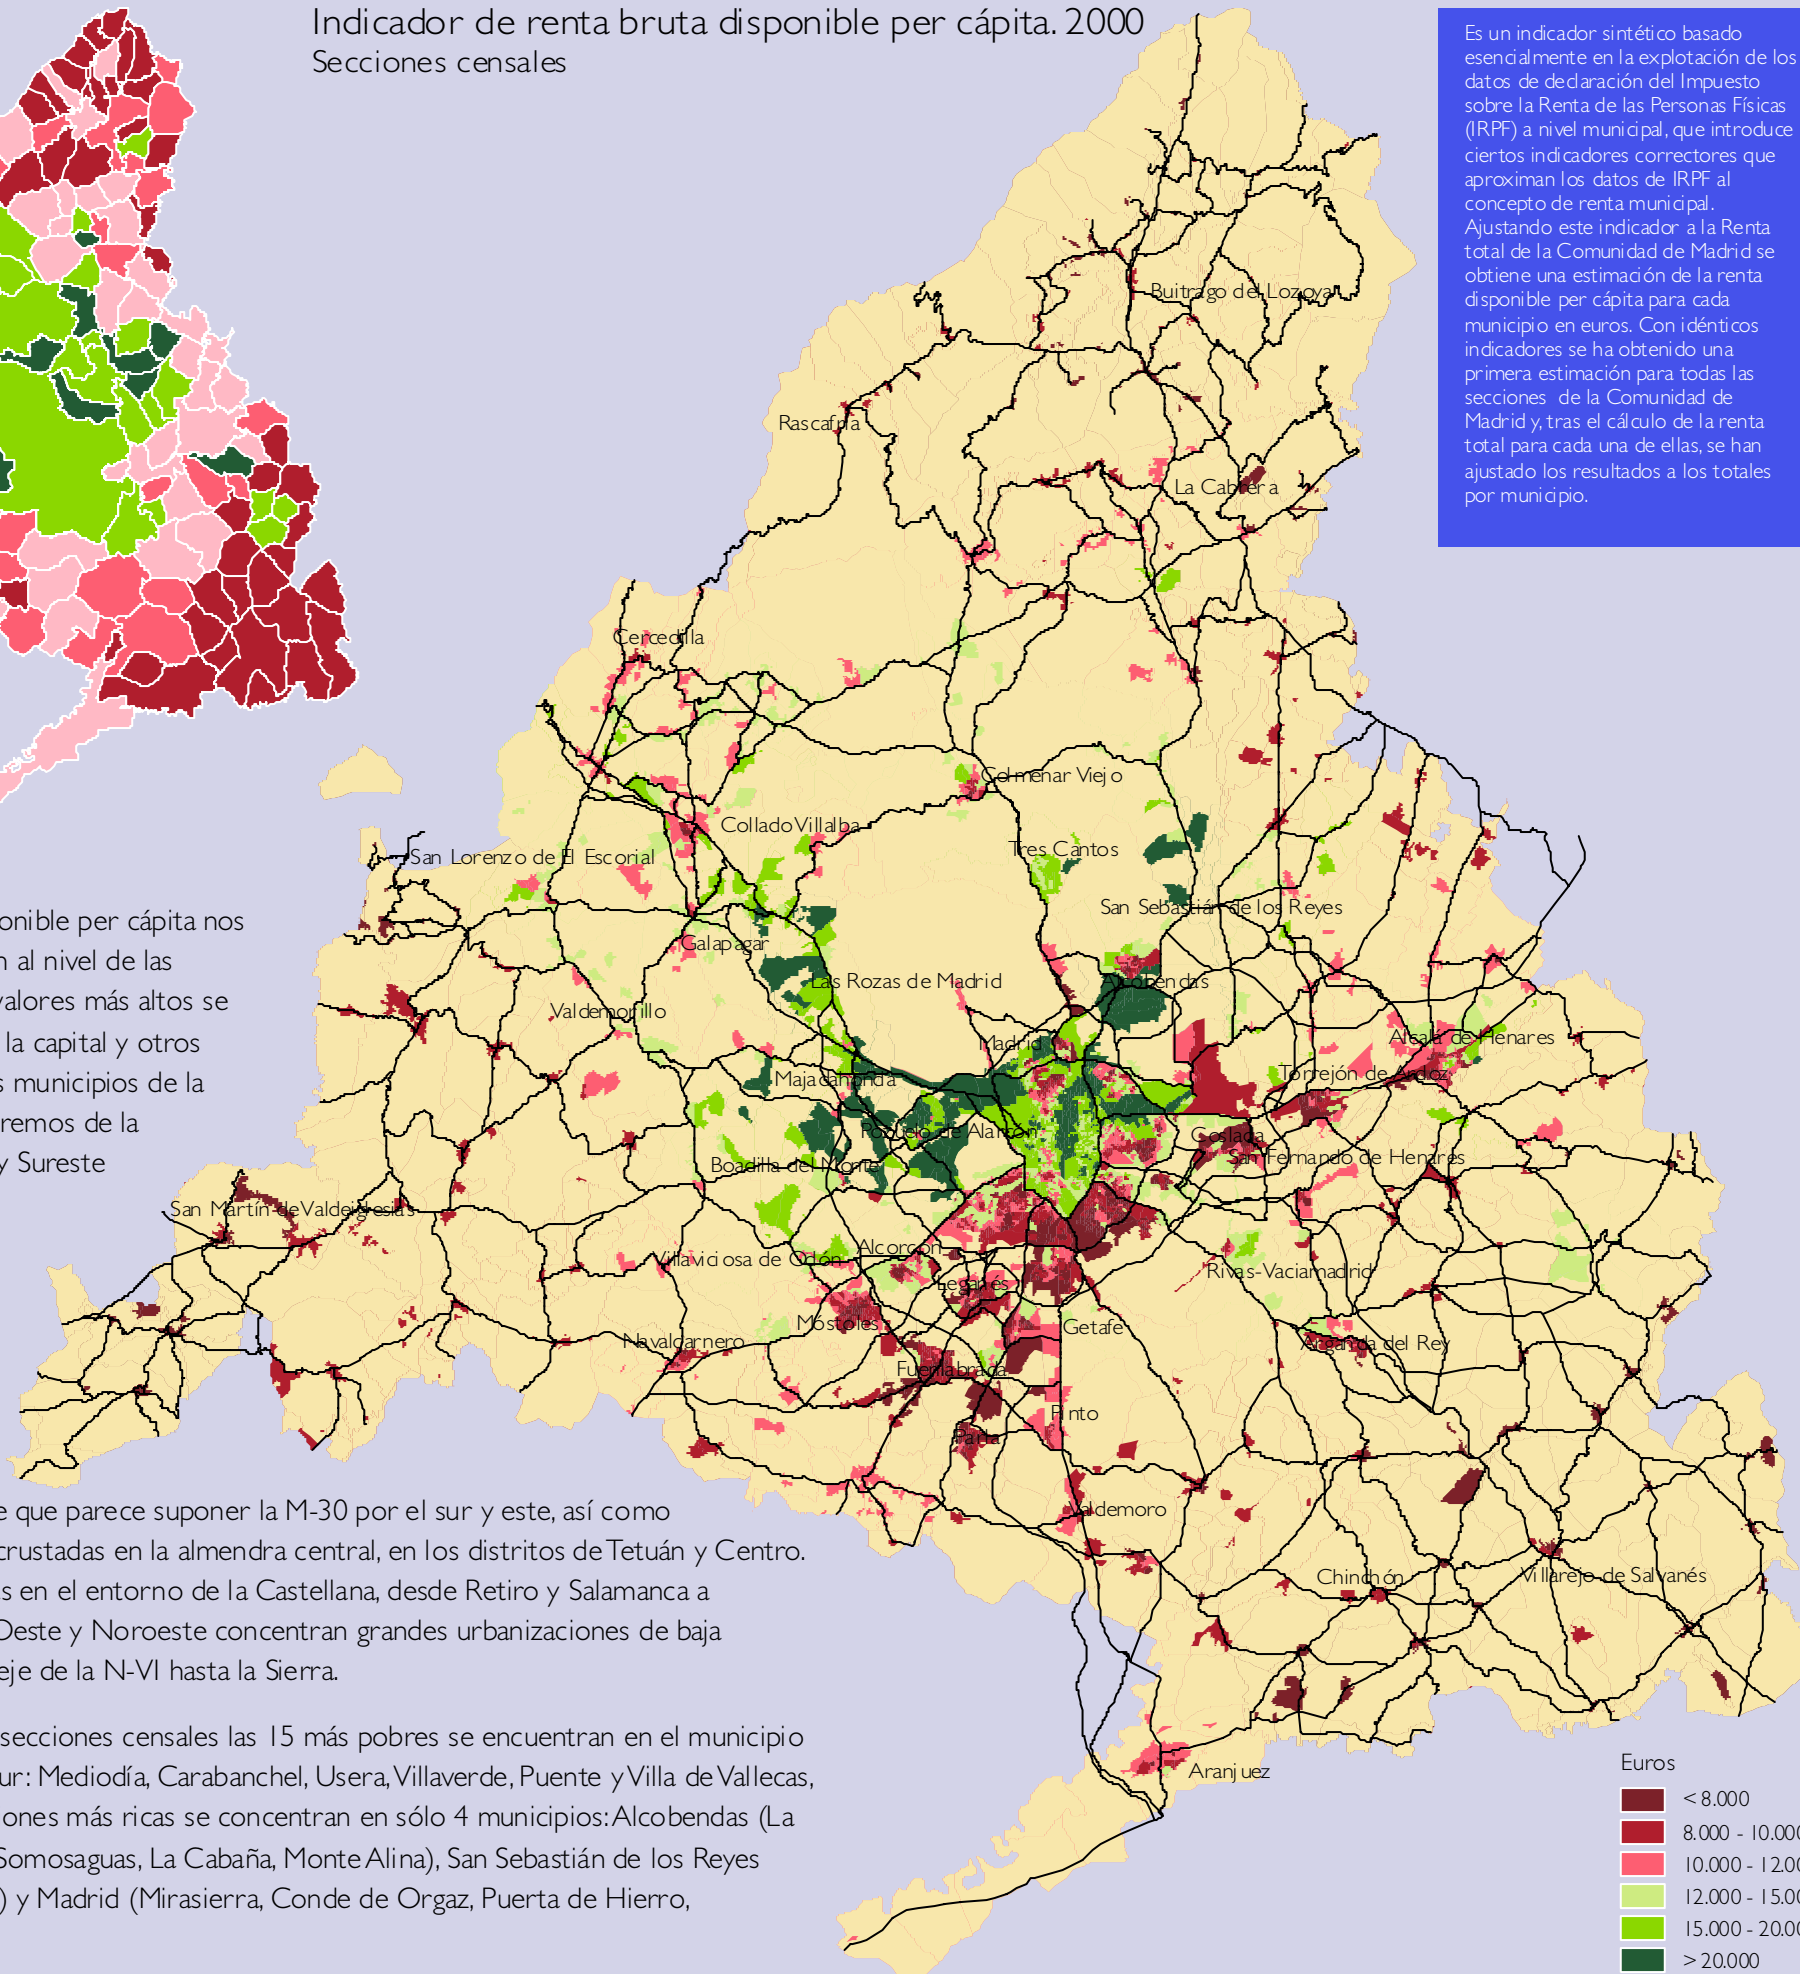 Indicador de renta bruta disponible per cápita. 2000
Secciones censales
Es un indicador sintético basado
esencialmente en la explotación de los
datos de declaración del Impuesto
sobre la Renta de las Personas Físicas
(IRPF) a nivel municipal, que introduce
ciertos indicadores correctores que
aproximan los datos de IRPF al
concepto de renta municipal.
Ajustando este indicador a la Renta
total de la Comunidad de Madrid se
obtiene una estimación de la renta
disponible per cápita para cada
municipio en euros. Con idénticos
indicadores se ha obtenido una
primera estimación para todas las
secciones de la Comunidad de
Madrid y, tras el cálculo de la renta
total para cada una de ellas, se han
ajustado los resultados a los totales
por municipio.
Buitrago del Lozoya
Rascafría
La Cabrera
Cercedilla
Colmenar Viejo
Collado Villalba
Tres Cantos
San Lorenzo de El Escorial
San Sebastián de los Reyes
Galapagar
Las Rozas de Madrid
Alcobendas
Valdemorillo
Madrid
Alcalá de Henares
Majadahonda
Torrejón de Ardoz
Pozuelo de Alarcón
Coslada
Boadilla del Monte
San Fernando de Henares
San Martín de Valdeiglesias
Alcorcón
Villaviciosa de Odón
Rivas-Vaciamadrid
Leganés
Móstoles
Getafe
Navalcarnero
Arganda del Rey
Fuenlabrada
Pinto
Parla
Valdemoro
Chinchón
Villarejo de Salvanés
Aranjuez
onible per cápita nos
n al nivel de las
valores más altos se
la capital y otros
s municipios de la
remos de la
y Sureste
e que parece suponer la M-30 por el sur y este, así como
crustadas en la almendra central, en los distritos de Tetuán y Centro.
s en el entorno de la Castellana, desde Retiro y Salamanca a
Oeste y Noroeste concentran grandes urbanizaciones de baja
eje de la N-VI hasta la Sierra.
secciones censales las 15 más pobres se encuentran en el municipio
ur: Mediodía, Carabanchel, Usera, Villaverde, Puente y Villa de Vallecas,
ones más ricas se concentran en sólo 4 municipios: Alcobendas (La
Somosaguas, La Cabaña, Monte Alina), San Sebastián de los Reyes
) y Madrid (Mirasierra, Conde de Orgaz, Puerta de Hierro,
Euros
< 8.000
8.000 - 10.000
10.000 - 12.00
12.000 - 15.00
15.000 - 20.00
> 20.000